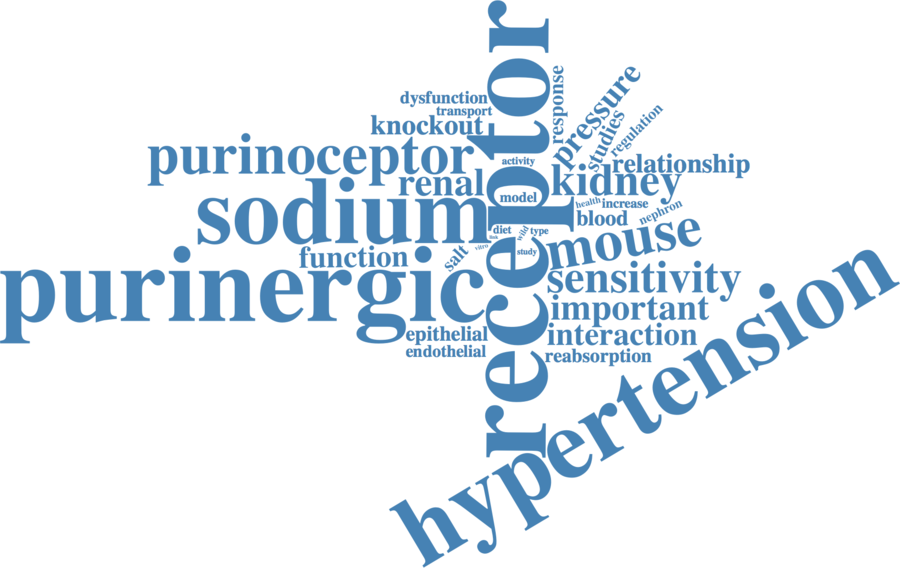 receptor
response
pressure
dysfunction
transport
studies
regulation
knockout
purinoceptor
activity
relationship
renal
kidney
model
health
increase
nephron
sodium
blood
diet
wild
type
link
mouse
vitro
study
function
salt
sensitivity
purinergic
important
epithelial
interaction
endothelial
reabsorption
hypertension